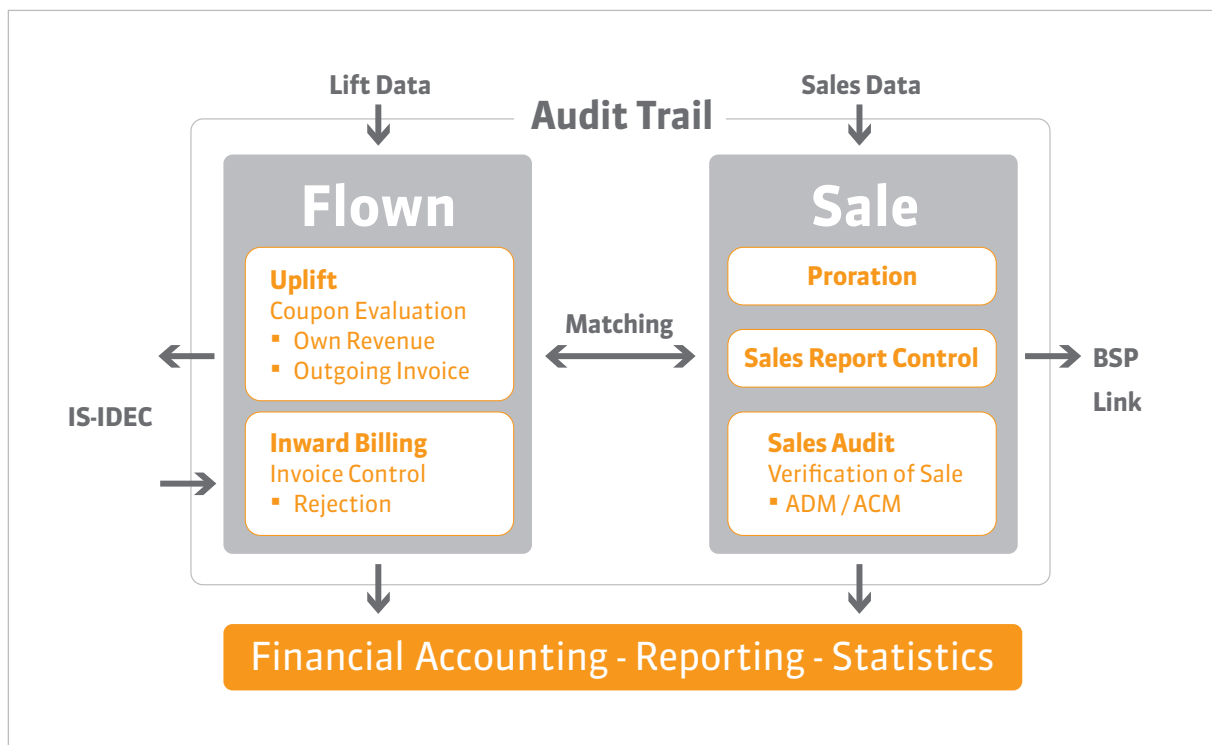 Lift Data
Sales Data
Audit Trail
Flown
Uplift
Coupon Evaluation
▪ Own Revenue
▪ Outgoing Invoice
Inward Billing
Invoice Control
▪ Rejection
IS-IDEC
Matching
Sale
Proration
Sales Report Control
Sales Audit
Verification of Sale
▪ ADM / ACM
BSP
Link
Financial Accounting - Reporting - Statistics